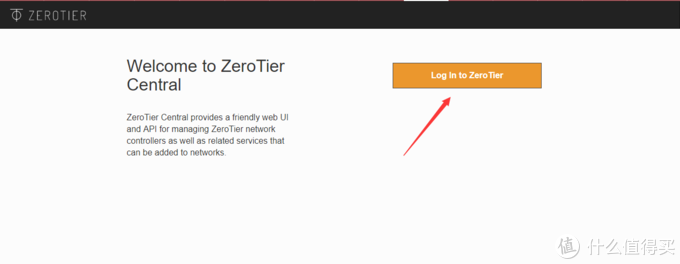 ZEROTIER
Welcome to ZeroTier
Central
Log In to ZeroTier
ZeroTier Central provides a friendly web UI
and API for managing ZeroTier network
controllers as well as related services that
can be added to networks.
值 什么值得买